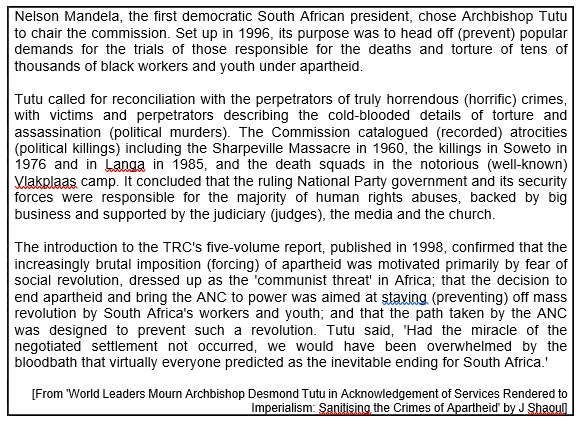 Nelson Mandela, the first democratic South African president, chose Archbishop Tutu
to chair the commission. Set up in 1996, its purpose was to head off (prevent) popular
demands for the trials of those responsible for the deaths and torture of tens of
thousands of black workers and youth under apartheid.
Tutu called for reconciliation with the perpetrators of truly horrendous (horrific) crimes,
with victims and perpetrators describing the cold-blooded details of torture and
assassination (political murders). The Commission catalogued (recorded) atrocities
(political killings) including the Sharpeville Massacre in 1960, the killings in Soweto in
1976 and in Langa in 1985, and the death squads in the notorious (well-known)
Vlakplaas camp. It concluded that the ruling National Party government and its security
forces were responsible for the majority of human rights abuses, backed by big
business and supported by the judiciary (judges), the media and the church.
The introduction to the TRC's five-volume report, published in 1998, confirmed that the
increasingly brutal imposition (forcing) of apartheid was motivated primarily by fear of
social revolution, dressed up as the 'communist threat' in Africa; that the decision to
end apartheid and bring the ANC to power was aimed at staving (preventing) off mass
revolution by South Africa's workers and youth; and that the path taken by the ANC
was designed to prevent such a revolution. Tutu said, 'Had the miracle of the
negotiated settlement not occurred, we would have been overwhelmed by the
bloodbath that virtually everyone predicted as the inevitable ending for South Africa.'
[From 'World Leaders Mourn Archbishop Desmond Tutu in Acknowledgement of Services Rendered to
Imperialism: Sanitising the Crimes of Apartheid' by J Shaoul]